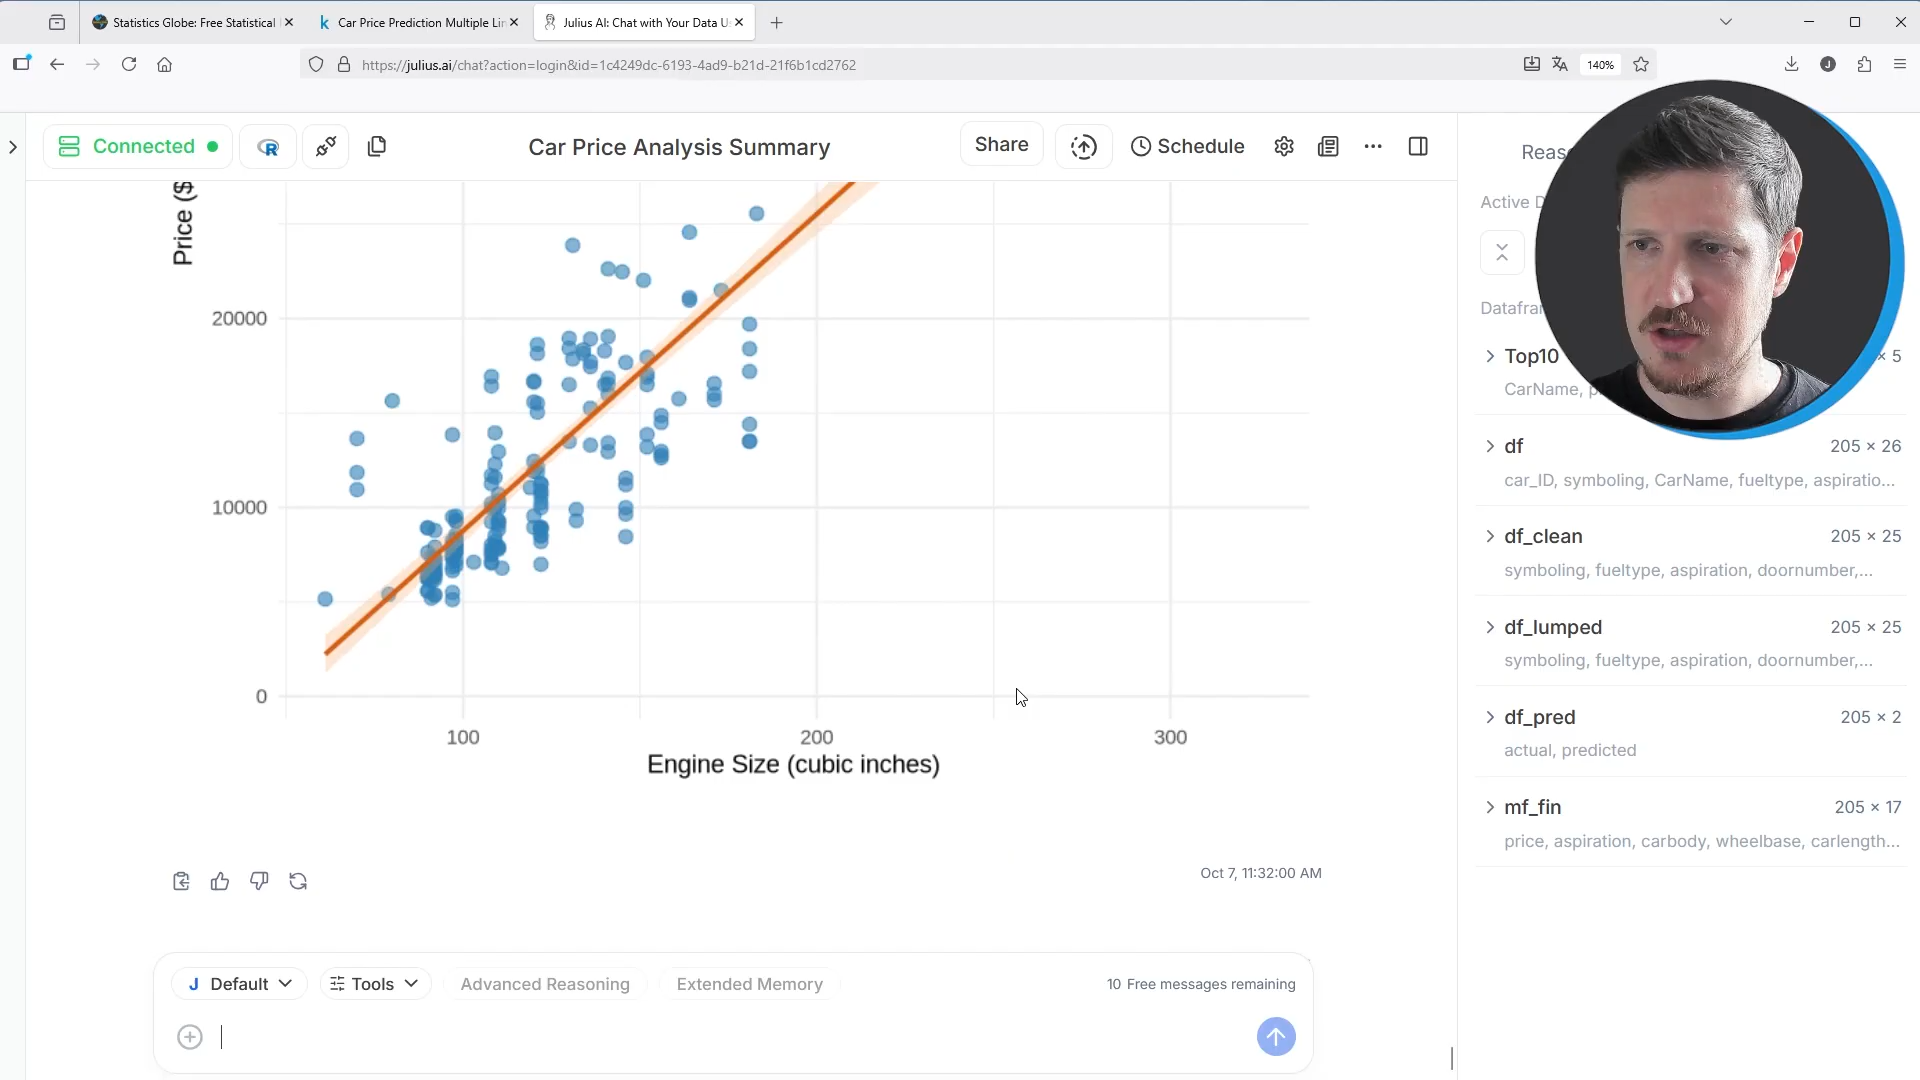 Statistics Globe: Free Statistical
Car Price Prediction Multiple Lin
Julius AI: Chat with Your Data U
https://julius.ai/chat?action=login&id=1c4249dc-6193-4ad9-b21d-21f6b1cd2762
140%
Connected
Car Price Analysis Summary
Share
Schedule
Reas
Active D
Price ($
20000
10000
0
100
200
300
Engine Size (cubic inches)
Oct 7, 11:32:00 AM
Datafra
Top10
× 5
CarName, p
df
205 × 26
car_ID, symboling, CarName, fueltype, aspiratio...
df_clean
205 × 25
symboling, fueltype, aspiration, doornumber,...
df_lumped
205 × 25
symboling, fueltype, aspiration, doornumber,...
df_pred
205 × 2
actual, predicted
mf_fin
205 × 17
price, aspiration, carbody, wheelbase, carlength...
J Default
Tools
Advanced Reasoning
Extended Memory
10 Free messages remaining